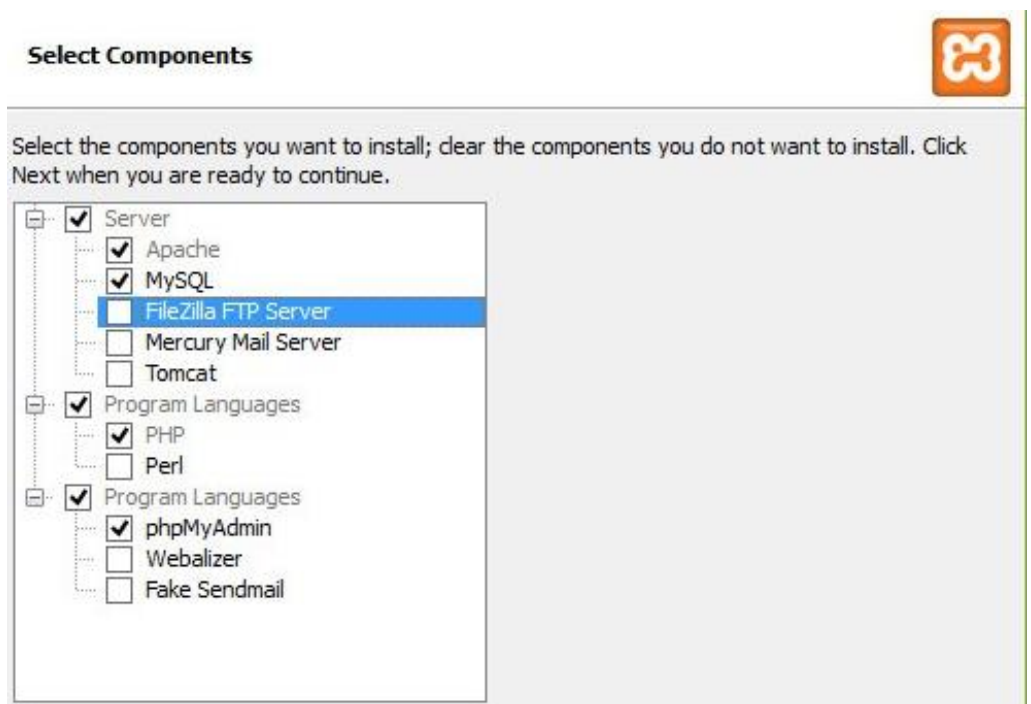 Select Components
Select the components you want to install; clear the components you do not want to install. Click
Next when you are ready to continue.
Server
Apache
MySQL
FileZilla FTP Server
Mercury Mail Server
Tomcat
Program Languages
PHP
Perl
Program Languages
phpMyAdmin
Webalizer
Fake Sendmail